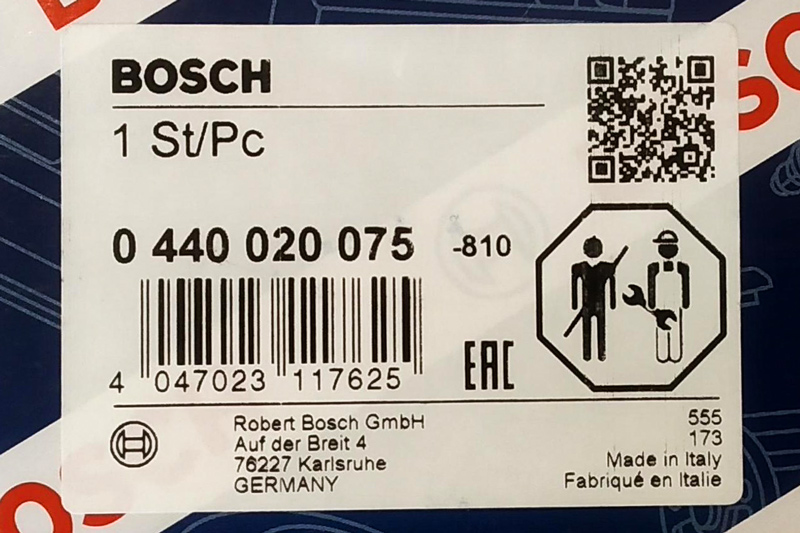 BOSCH
1 St/Pc
0 440 020 075 -810
4 047023 117625
EAC
Robert Bosch GmbH
Auf der Breit 4
76227 Karlsruhe
GERMANY
555
173
Made in Italy
Fabriqué en Italie